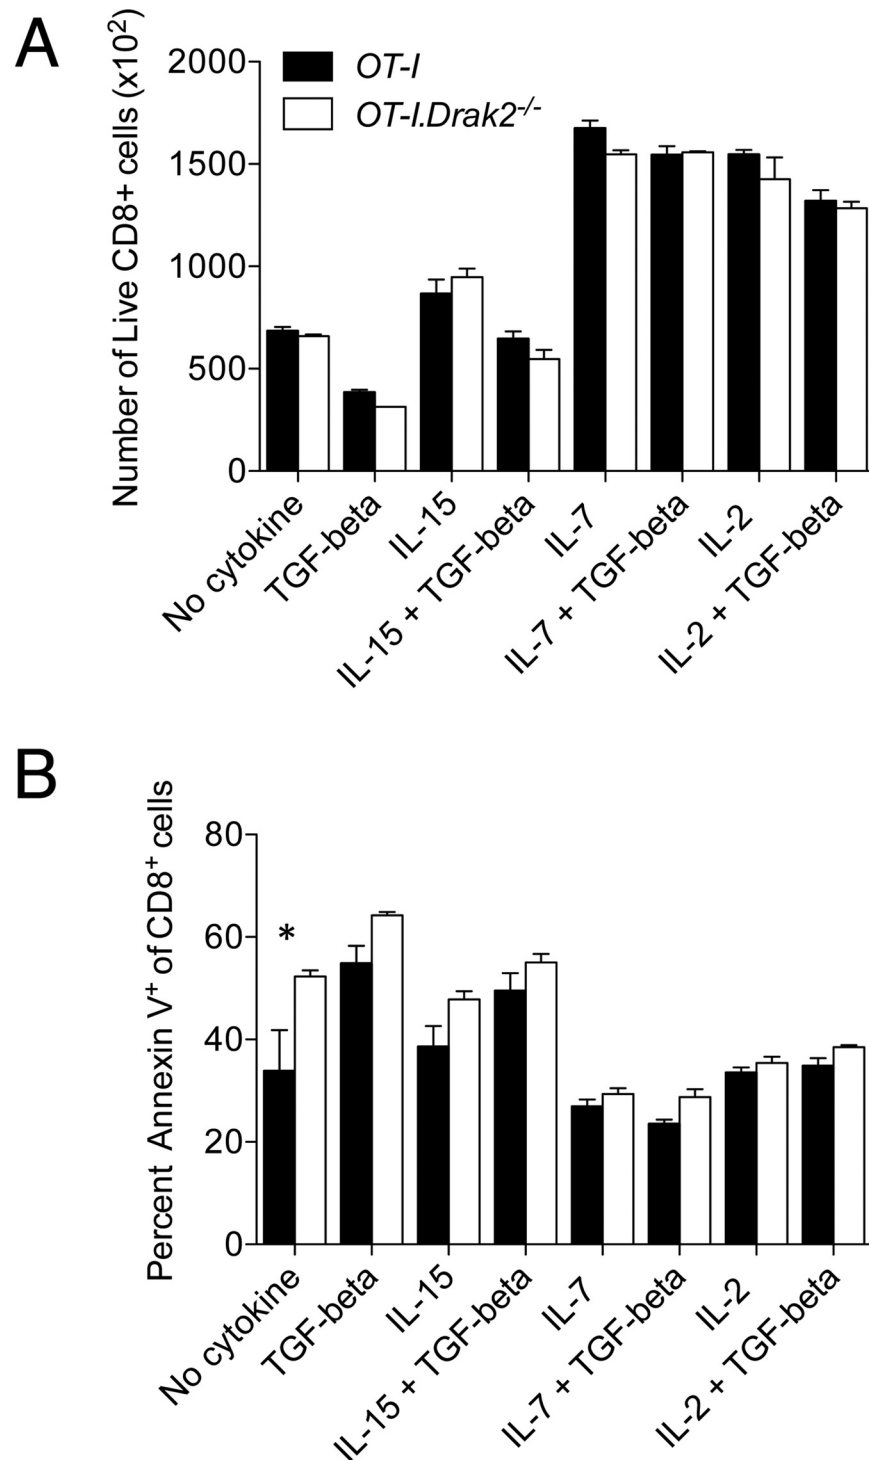 A
Number of Live CD8+ cells (x10²)
2000
1500
1000
500
0
OT-I
OT-I.Drak2⁻/⁻
No cytokine
TGF-beta
IL-15
IL-15 + TGF-beta
IL-7
IL-7 + TGF-beta
IL-2
IL-2 + TGF-beta
B
Percent Annexin V⁺ of CD8⁺ cells
80
60
40
20
0
*
No cytokine
TGF-beta
IL-15
IL-15 + TGF-beta
IL-7
IL-7 + TGF-beta
IL-2
IL-2 + TGF-beta